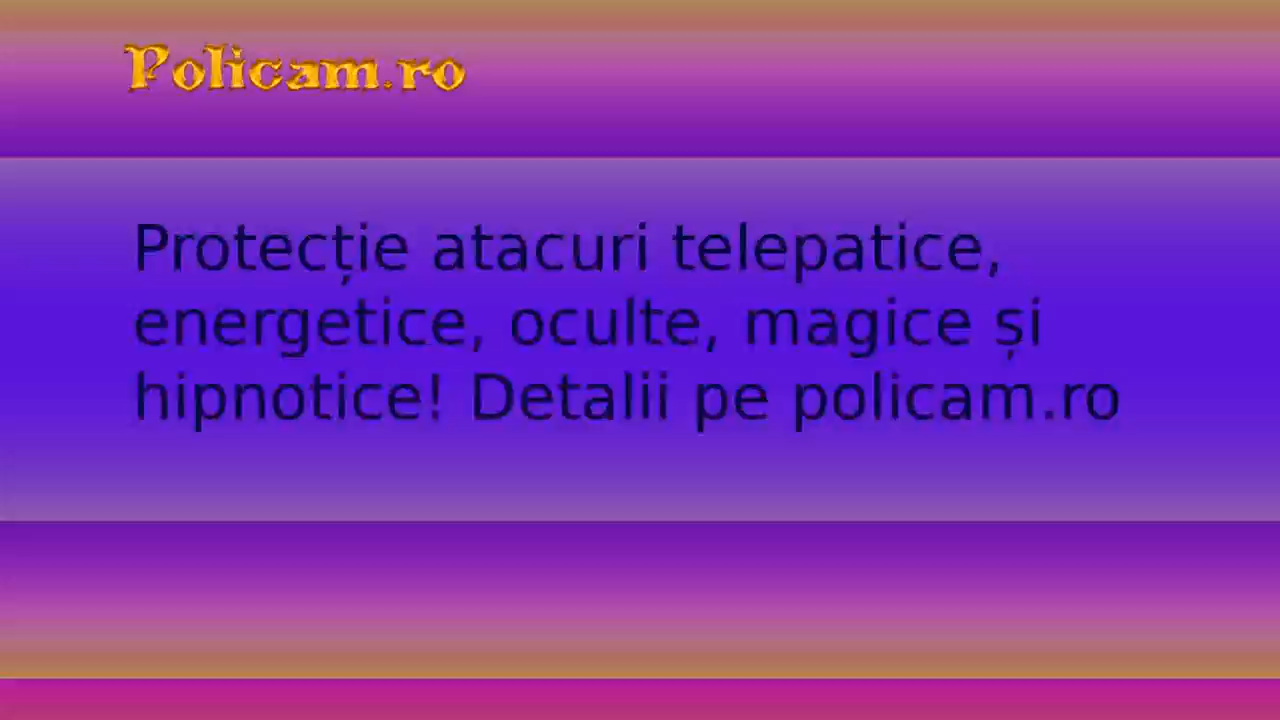 Policam.ro
Protecție atacuri telepatice,
energetice, oculte, magice și
hipnotice! Detalii pe policam.ro